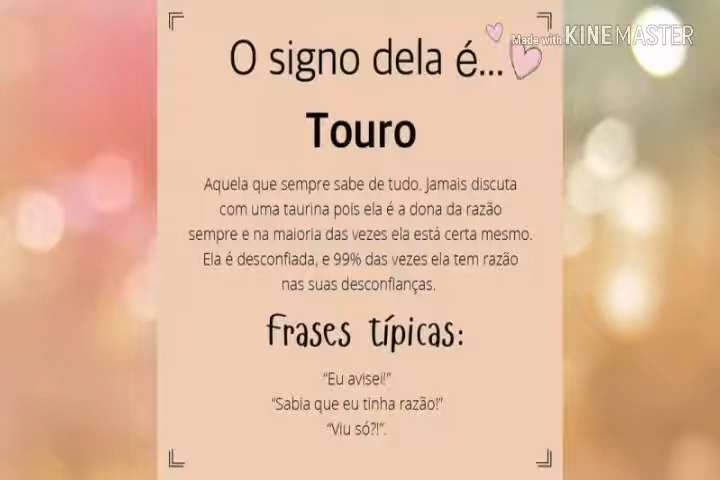 Made with KINEMASTER
O signo dela é...
Touro
Aquela que sempre sabe de tudo. Jamais discuta
com uma taurina pois ela é a dona da razão
sempre e na maioria das vezes ela está certa mesmo.
Ela é desconfiada, e 99% das vezes ela tem razão
nas suas desconfianças.
Frases típicas:
“Eu avisei!”
“Sabia que eu tinha razão!”
“Viu só?!”.